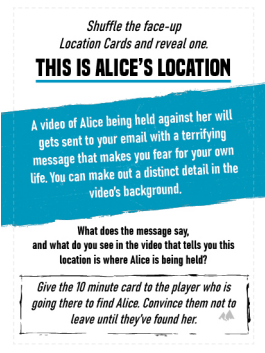 Shuffle the face-up
Location Cards and reveal one.
THIS IS ALICE'S LOCATION
A video of Alice being held against her will
gets sent to your email with a terrifying
message that makes you fear for your own
life. You can make out a distinct detail in the
video's background.
What does the message say,
and what do you see in the video that tells you this
location is where Alice is being held?
Give the 10 minute card to the player who is
going there to find Alice. Convince them not to
leave until they've found her.